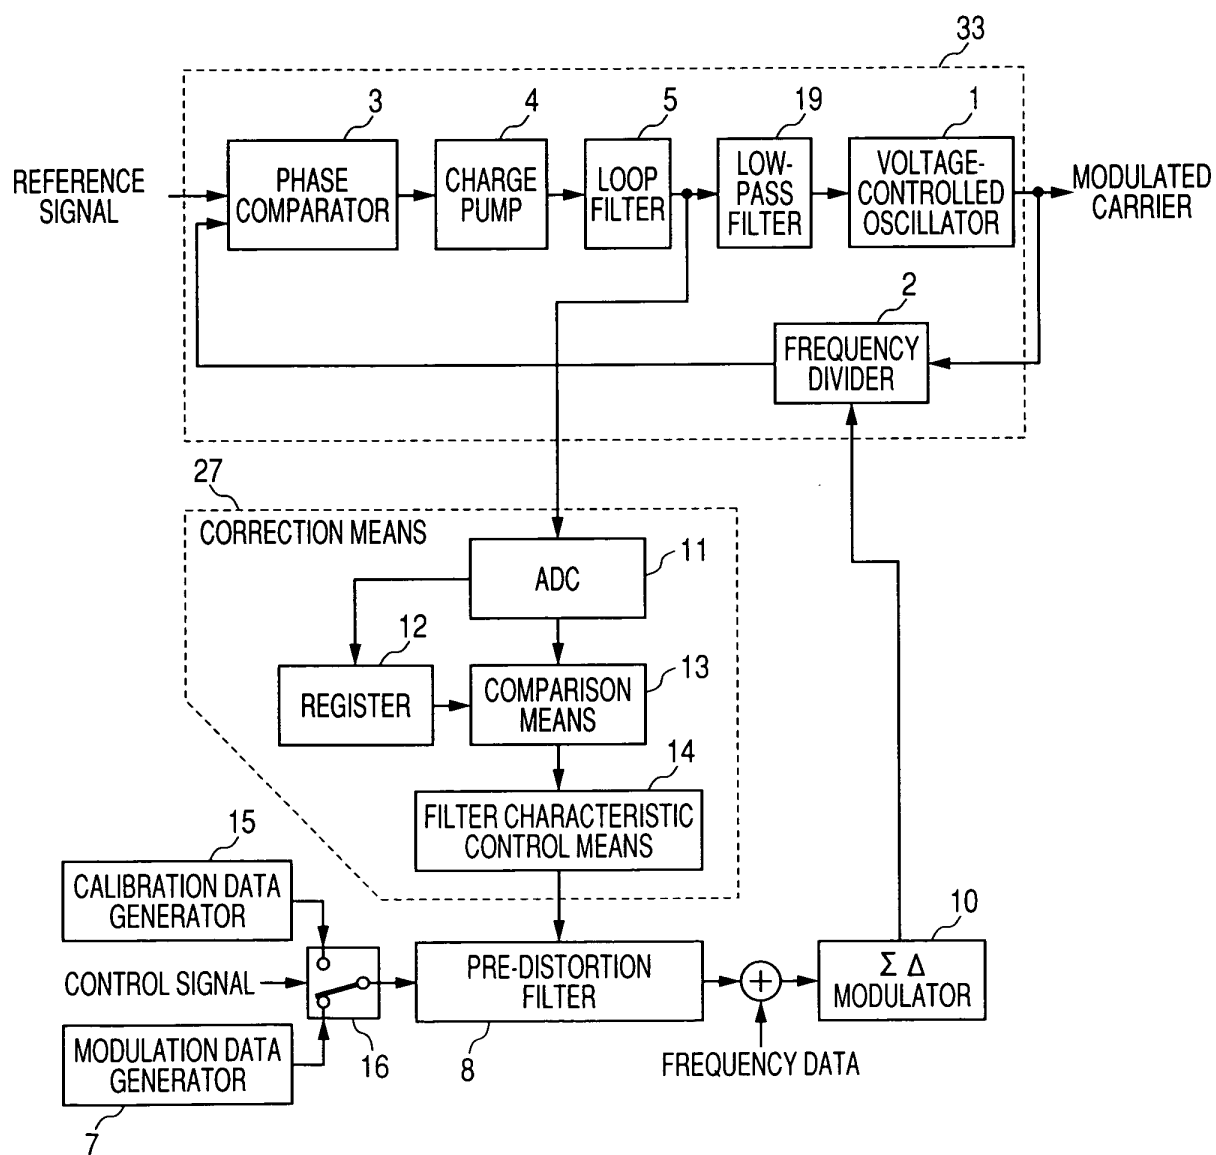 33
3
4
5
19
1
REFERENCE
SIGNAL
PHASE
COMPARATOR
CHARGE
PUMP
LOOP
FILTER
LOW-
PASS
FILTER
VOLTAGE-
CONTROLLED
OSCILLATOR
MODULATED
CARRIER
2
FREQUENCY
DIVIDER
27
CORRECTION MEANS
11
ADC
12
REGISTER
13
COMPARISON
MEANS
14
FILTER CHARACTERISTIC
CONTROL MEANS
15
CALIBRATION DATA
GENERATOR
CONTROL SIGNAL
16
MODULATION DATA
GENERATOR
7
PRE-DISTORTION
FILTER
8
+
FREQUENCY DATA
10
Σ Δ
MODULATOR